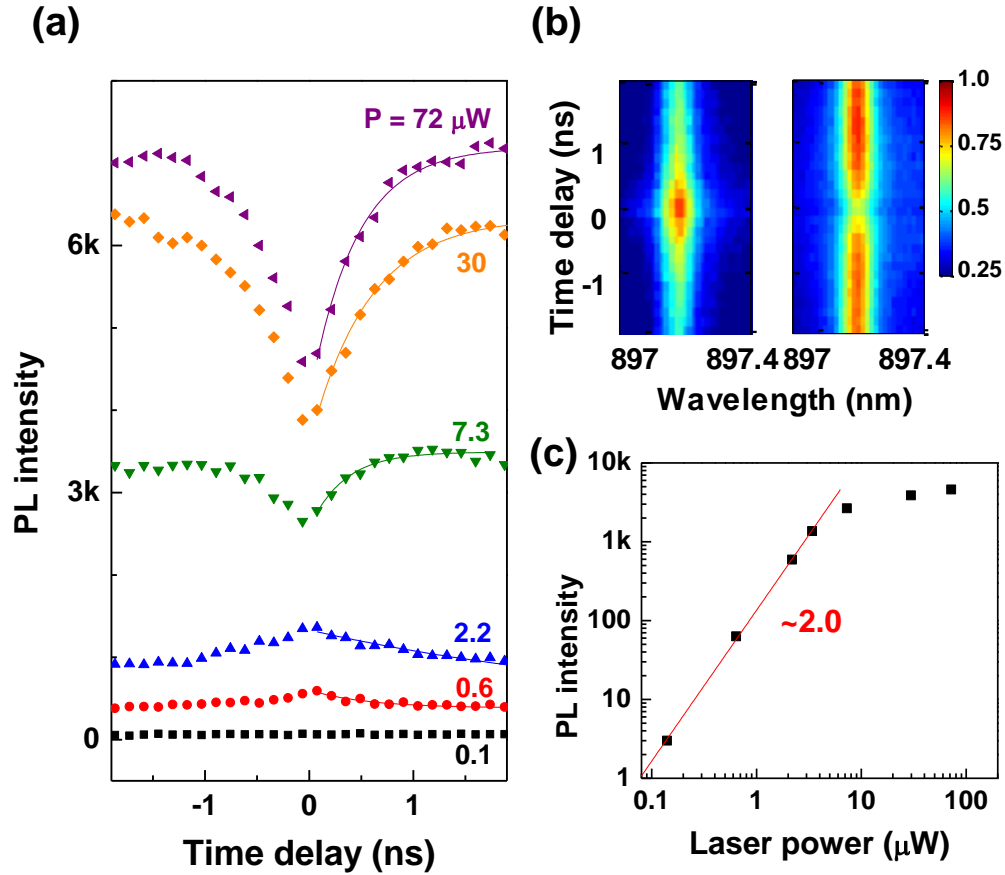 (a)
P = 72 μW
6k
30
7.3
3k
2.2
0.6
0
0.1
-1
0
1
PL intensity
Time delay (ns)
(b)
1.0
0.75
0.5
0.25
1
0
-1
Time delay (ns)
897
897.4
897
897.4
Wavelength (nm)
(c)
10k
1k
100
10
1
~2.0
0.1
1
10
100
PL intensity
Laser power (μW)